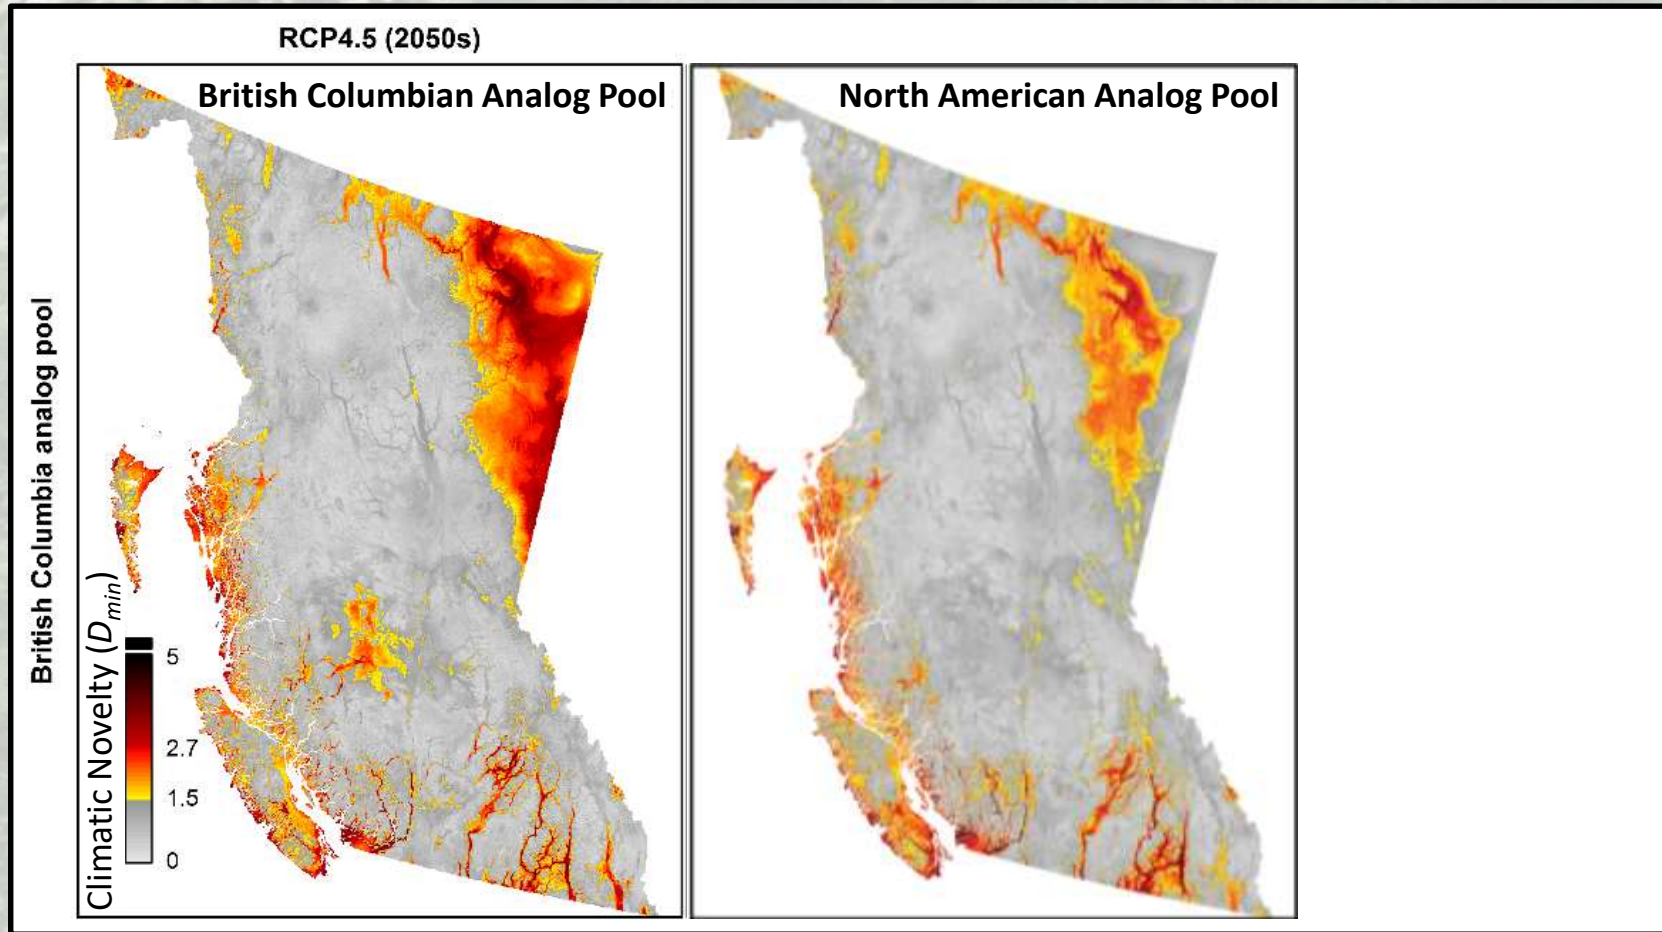 RCP4.5 (2050s)
British Columbian Analog Pool
North American Analog Pool
British Columbia analog pool
Climatic Novelty (Dmin)
5
2.7
1.5
0